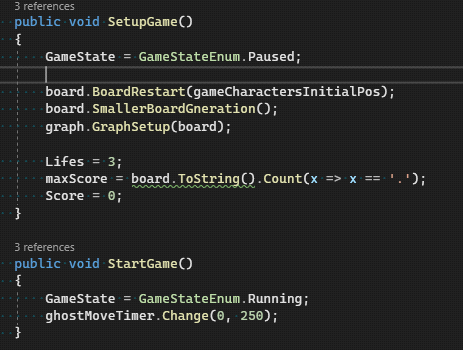 3 references
public void SetupGame()
{
GameState = GameStateEnum.Paused;
board.BoardRestart(gameCharactersInitialPos);
board.SmallerBoardGneration();
graph.GraphSetup(board);
Lifes = 3;
maxScore = board.ToString().Count(x => x == '.');
Score = 0;
}
3 references
public void StartGame()
{
GameState = GameStateEnum.Running;
ghostMoveTimer.Change(0, 250);
}